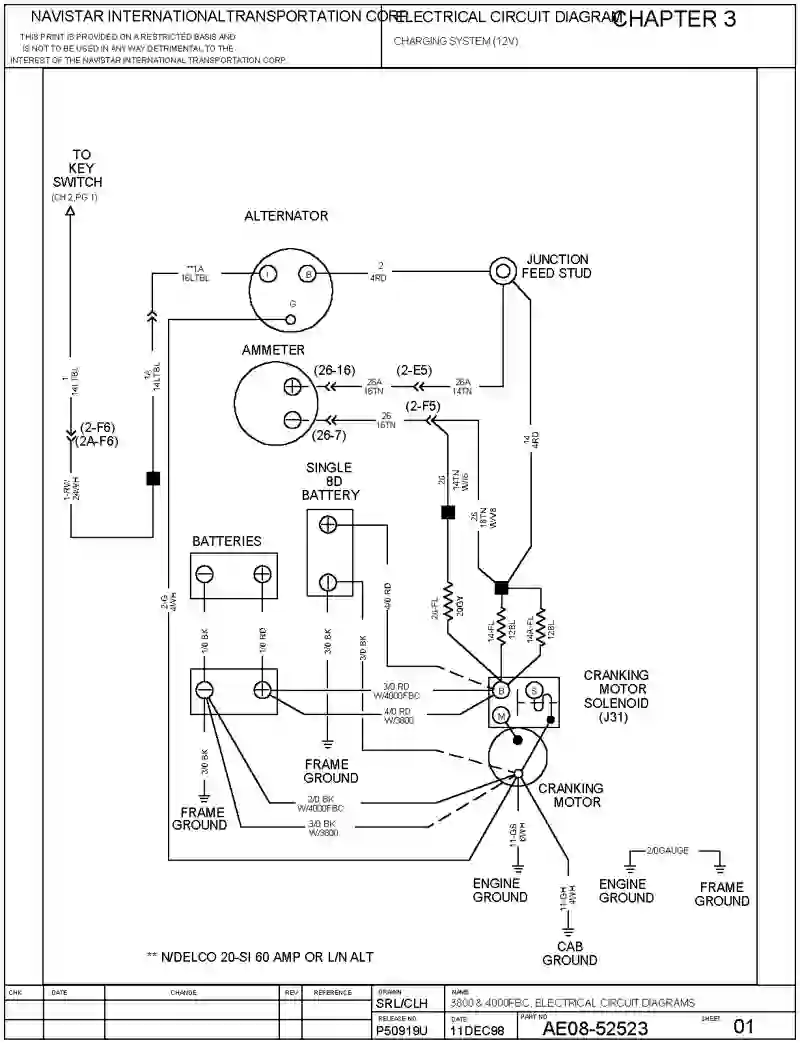 NAVISTAR INTERNATIONALTRANSPORTATION CORP.
ELECTRICAL CIRCUIT DIAGRAM
CHAPTER 3
THIS PRINT IS PROVIDED ON A RESTRICTED BASIS AND
IS NOT TO BE USED IN ANY WAY DETRIMENTAL TO THE
INTEREST OF THE NAVISTAR INTERNATIONAL TRANSPORTATION CORP.
CHARGING SYSTEM (12V)
TO
KEY
SWITCH
(CH 2,PG 1)
ALTERNATOR
JUNCTION
FEED STUD
**1A
16LTBL
I
B
2
4RD
G
AMMETER
(26-16)
(2-E5)
26A
16TN
26A
14TN
1
14LTBL
1A
14LTBL
26
16TN
(2-F5)
(26-7)
(2-F6)
(2A-F6)
14
4RD
26
14TN
W/I6
26
18TN
W/V8
SINGLE
8D
BATTERY
BATTERIES
2-G
4WH
4/0 RD
26-FL
20GY
14-FL
12BL
14A-FL
12BL
1/0 BK
1/0 RD
3/0 BK
3/0 BK
3/0 RD
W/4000FBC
4/0 RD
W/3800
B
S
M
CRANKING
MOTOR
SOLENOID
(J31)
3/0 BK
FRAME
GROUND
CRANKING
MOTOR
FRAME
GROUND
W/4000FBC
3/0 BK
W/3800
11-GS
6WH
ENGINE
GROUND
11-GH
4WH
CAB
GROUND
2/0GAUGE
ENGINE
GROUND
FRAME
GROUND
** N/DELCO 20-SI 60 AMP OR L/N ALT
CHK
DATE
CHANGE
REV
REFERENCE
DRAWN
SRL/CLH
NAME
3800 & 4000FBC, ELECTRICAL CIRCUIT DIAGRAMS
RELEASE NO.
P50919U
DATE
11DEC98
PART NO
AE08-52523
SHEET
01